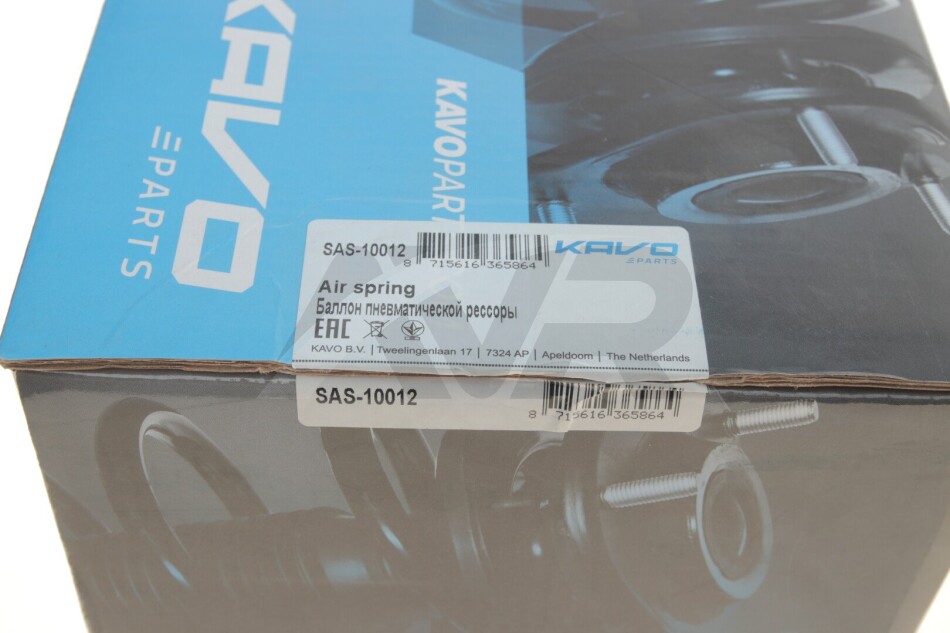 KAVO
PARTS
KAVOPART
SAS-10012
8 715616 365864
KAVO
PARTS
Air spring
Баллон пневматической рессоры
EAC
KAVO B.V. | Tweelingenlaan 17 | 7324 AP | Apeldoorn | The Netherlands
SAS-10012
8 715616 365864
AVR